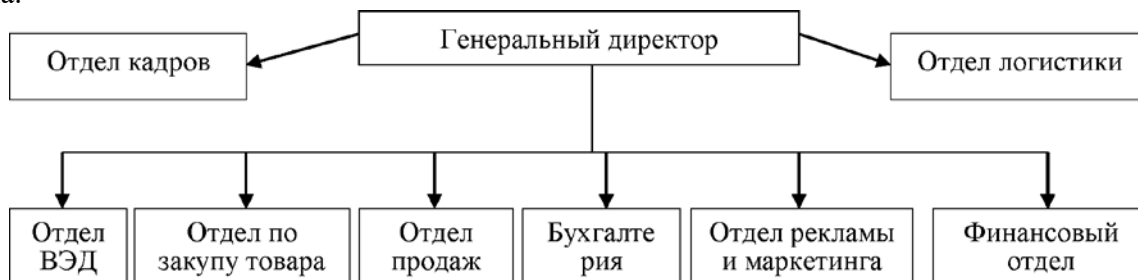 а.
Генеральный директор
Отдел кадров
Отдел логистики
Отдел
ВЭД
Отдел по
закупу товара
Отдел
продаж
Бухгалте
рия
Отдел рекламы
и маркетинга
Финансовый
отдел